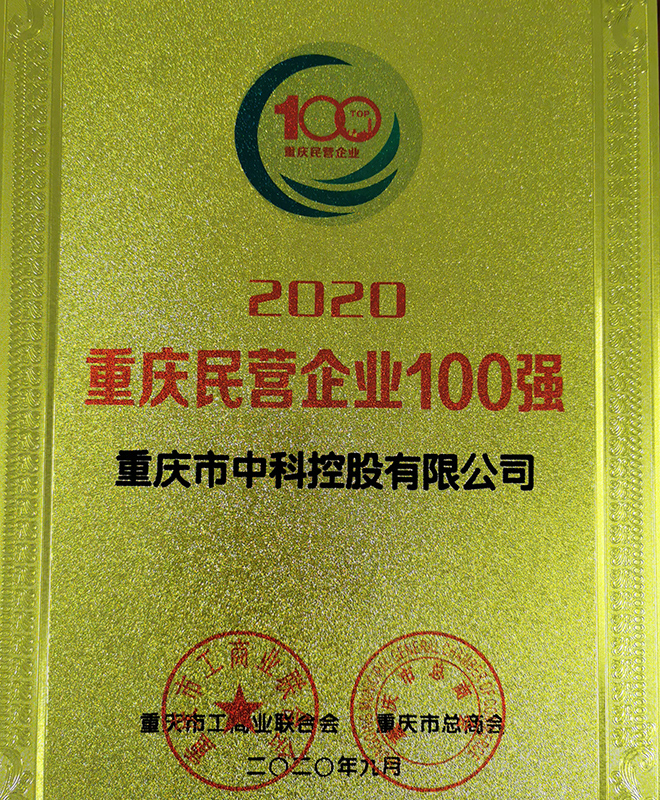 100
TOP
重庆民营企业
2020
重庆民营企业100强
重庆市中科控股有限公司
重庆市工商业联合会 重庆市总商会
二〇二〇年九月